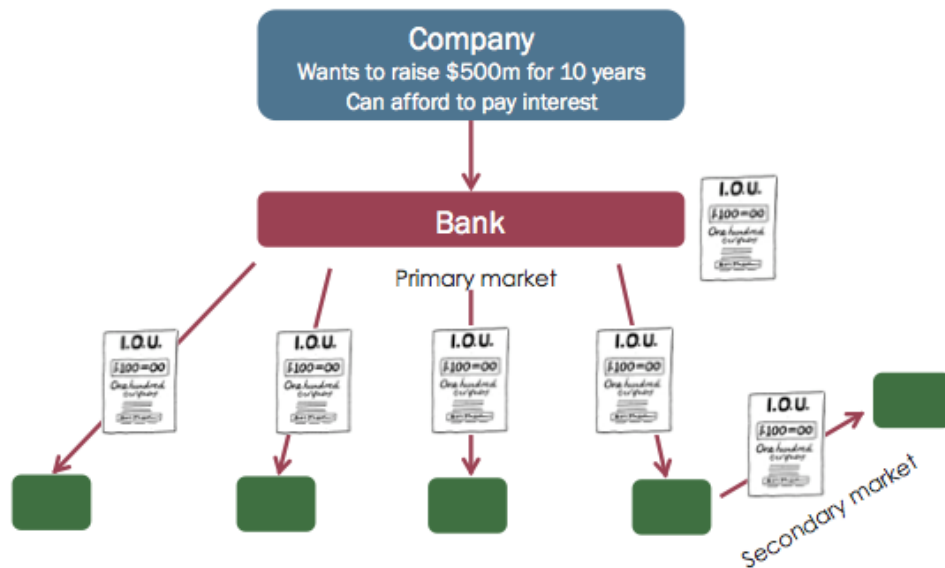 Company
Wants to raise $500m for 10 years
Can afford to pay interest
Bank
I.O.U.
£100=00
One hundred
Primary market
I.O.U.
£100=00
One hundred
I.O.U.
£100=00
One hundred
I.O.U.
£100=00
One hundred
I.O.U.
£100=00
One hundred
I.O.U.
£100=00
One hundred
Secondary market